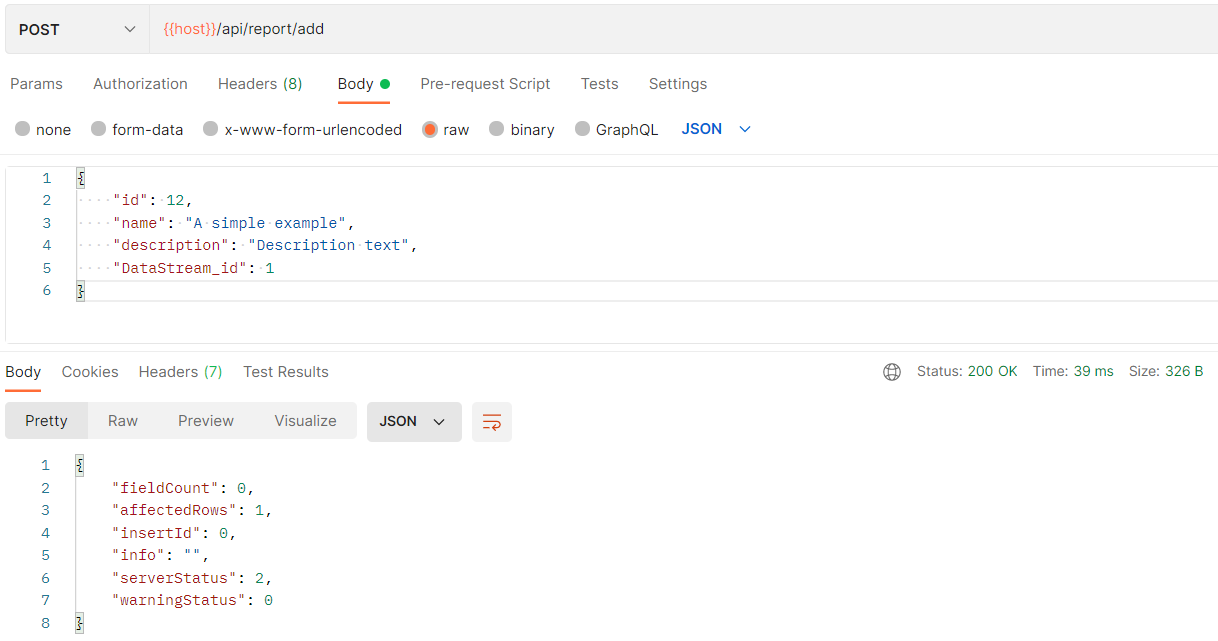 POST {{host}}/api/report/add
Params Authorization Headers (8) Body Pre-request Script Tests Settings
none form-data x-www-form-urlencoded raw binary GraphQL JSON
1 {
2 "id": 12,
3 "name": "A simple example",
4 "description": "Description text",
5 "DataStream_id": 1
6 }
Body Cookies Headers (7) Test Results Status: 200 OK Time: 39 ms Size: 326 B
Pretty Raw Preview Visualize JSON
1 {
2 "fieldCount": 0,
3 "affectedRows": 1,
4 "insertId": 0,
5 "info": "",
6 "serverStatus": 2,
7 "warningStatus": 0
8 }